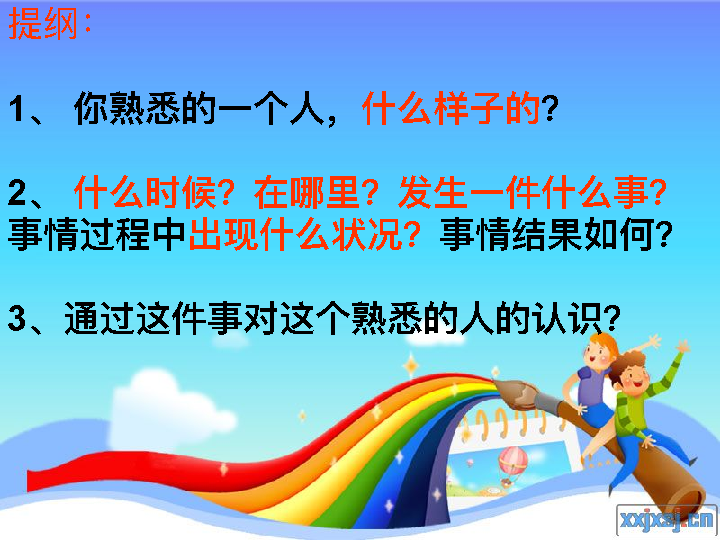 提纲：
1、 你熟悉的一个人，什么样子的？
2、 什么时候？在哪里？发生一件什么事？
事情过程中出现什么状况？事情结果如何？
3、通过这件事对这个熟悉的人的认识？
xxjxsj.cn